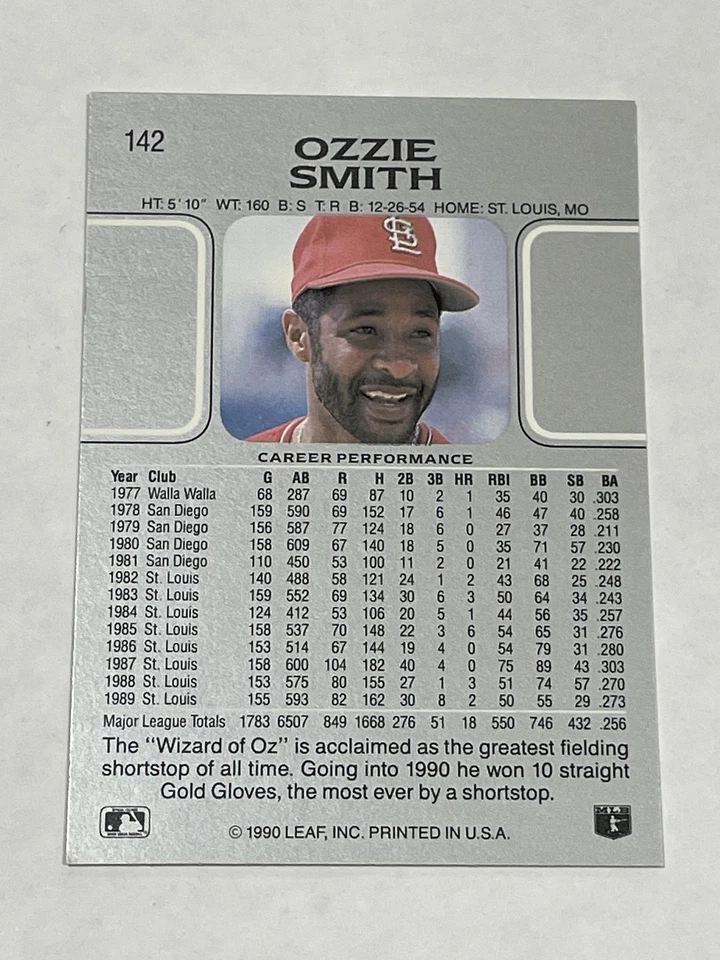 142
OZZIE
SMITH
HT: 5'10" WT: 160 B: S T: R B: 12-26-54 HOME: ST. LOUIS, MO
StL
CAREER PERFORMANCE
Year Club G AB R H 2B 3B HR RBI BB SB BA
1977 Walla Walla 68 287 69 87 10 2 1 35 40 30 .303
1978 San Diego 159 590 69 152 17 6 1 46 47 40 .258
1979 San Diego 156 587 77 124 18 6 0 27 37 28 .211
1980 San Diego 158 609 67 140 18 5 0 35 71 57 .230
1981 San Diego 110 450 53 100 11 2 0 21 41 22 .222
1982 St. Louis 140 488 58 121 24 1 2 43 68 25 .248
1983 St. Louis 159 552 69 134 30 6 3 50 64 34 .243
1984 St. Louis 124 412 53 106 20 5 1 44 56 35 .257
1985 St. Louis 158 537 70 148 22 3 6 54 65 31 .276
1986 St. Louis 153 514 67 144 19 4 0 54 79 31 .280
1987 St. Louis 158 600 104 182 40 4 0 75 89 43 .303
1988 St. Louis 153 575 80 155 27 1 3 51 74 57 .270
1989 St. Louis 155 593 82 162 30 8 2 50 55 29 .273
Major League Totals 1783 6507 849 1668 276 51 18 550 746 432 .256
The "Wizard of Oz" is acclaimed as the greatest fielding
shortstop of all time. Going into 1990 he won 10 straight
Gold Gloves, the most ever by a shortstop.
© 1990 LEAF, INC. PRINTED IN U.S.A.
MLB